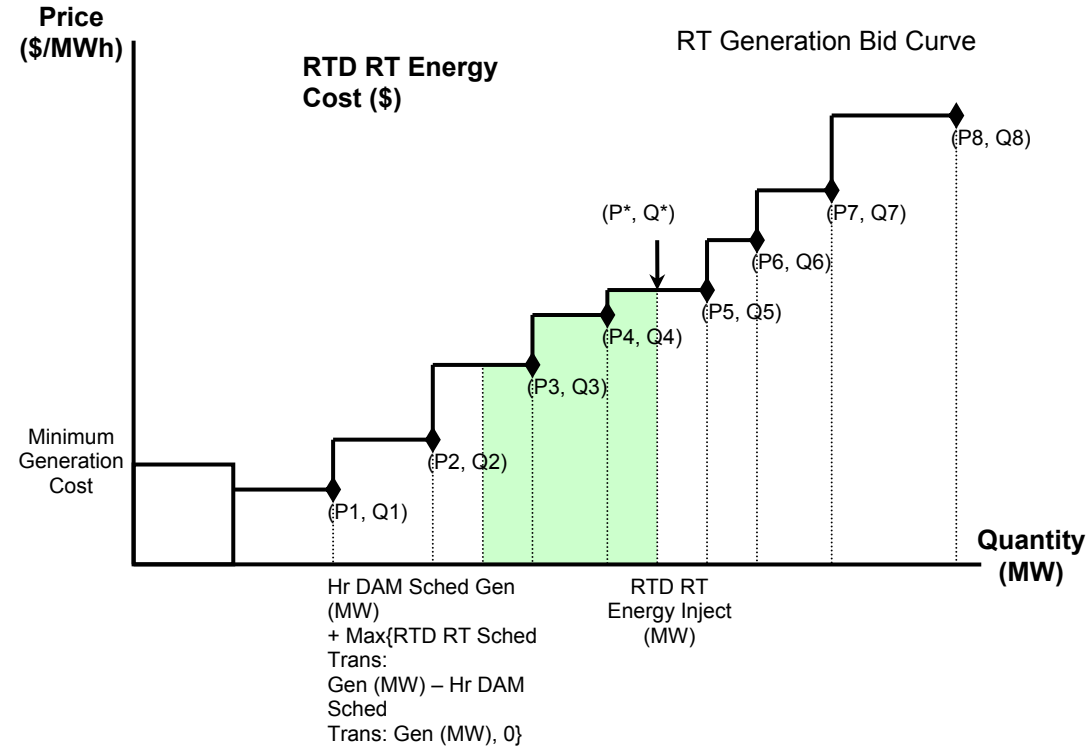 Price
($/MWh)
RT Generation Bid Curve
RTD RT Energy
Cost ($)
(P8, Q8)
(P*, Q*)
(P7, Q7)
(P6, Q6)
(P5, Q5)
(P4, Q4)
(P3, Q3)
Minimum
Generation
Cost
(P2, Q2)
(P1, Q1)
Quantity
(MW)
Hr DAM Sched Gen
(MW)
+ Max{RTD RT Sched
Trans:
Gen (MW) – Hr DAM
Sched
Trans: Gen (MW), 0}
RTD RT
Energy Inject
(MW)